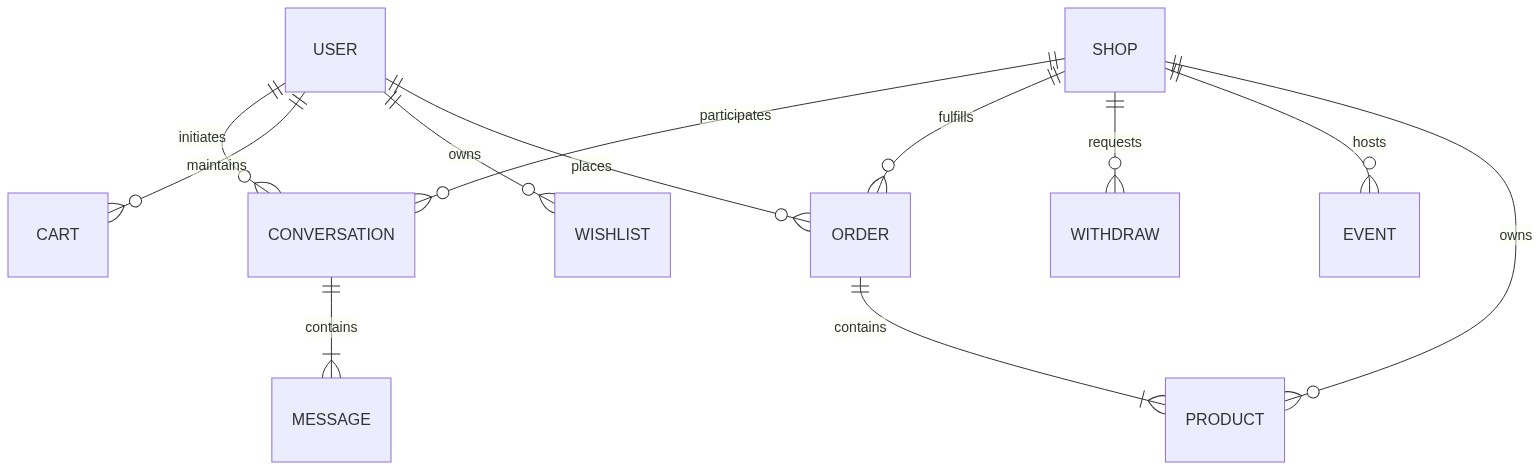 USER
SHOP
participates
fulfills
initiates
requests
hosts
owns
maintains
places
CART
CONVERSATION
WISHLIST
ORDER
WITHDRAW
EVENT
owns
contains
contains
MESSAGE
PRODUCT